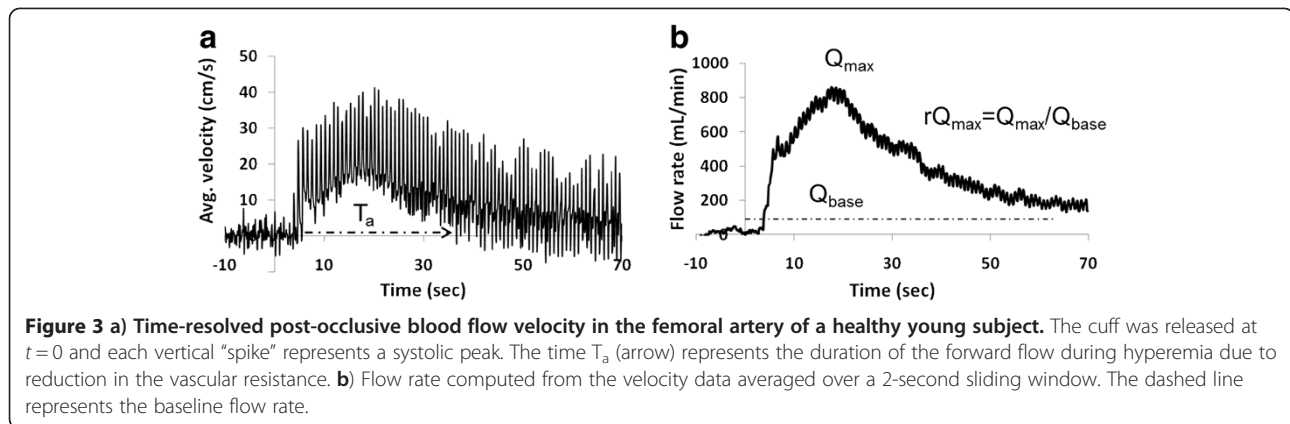 a
50
40
30
20
10
Avg. velocity (cm/s)
Ta
-10
10
30
50
70
Time (sec)
b
1000
800
600
400
200
Flow rate (mL/min)
Qmax
rQmax=Qmax/Qbase
Qbase
-10
10
30
50
70
Time (sec)
Figure 3 a) Time-resolved post-occlusive blood flow velocity in the femoral artery of a healthy young subject. The cuff was released at
t = 0 and each vertical “spike” represents a systolic peak. The time Ta (arrow) represents the duration of the forward flow during hyperemia due to
reduction in the vascular resistance. b) Flow rate computed from the velocity data averaged over a 2-second sliding window. The dashed line
represents the baseline flow rate.